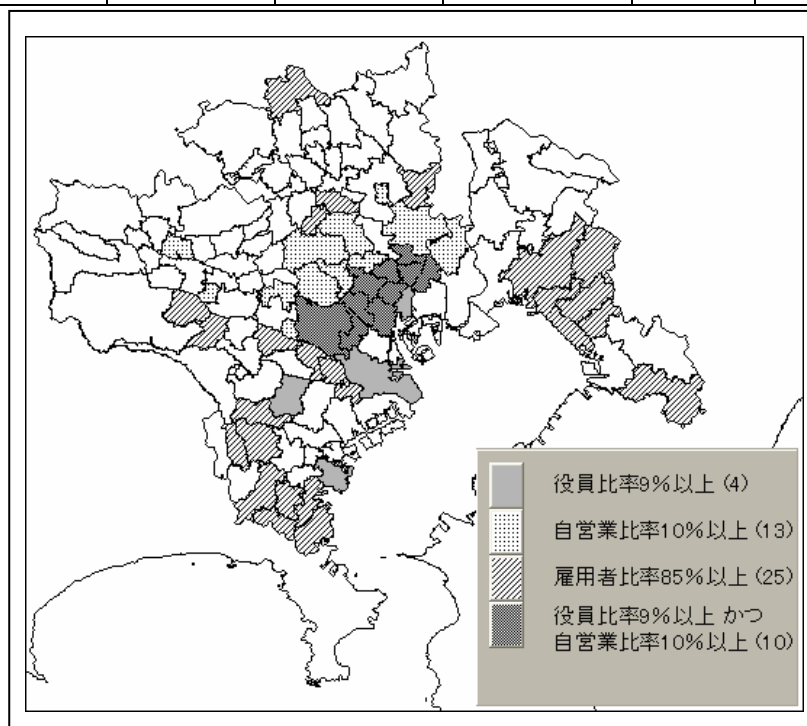 役員比率9%以上 (4)
自営業比率10%以上 (13)
雇用者比率85%以上 (25)
役員比率9%以上 かつ
自営業比率10%以上 (10)